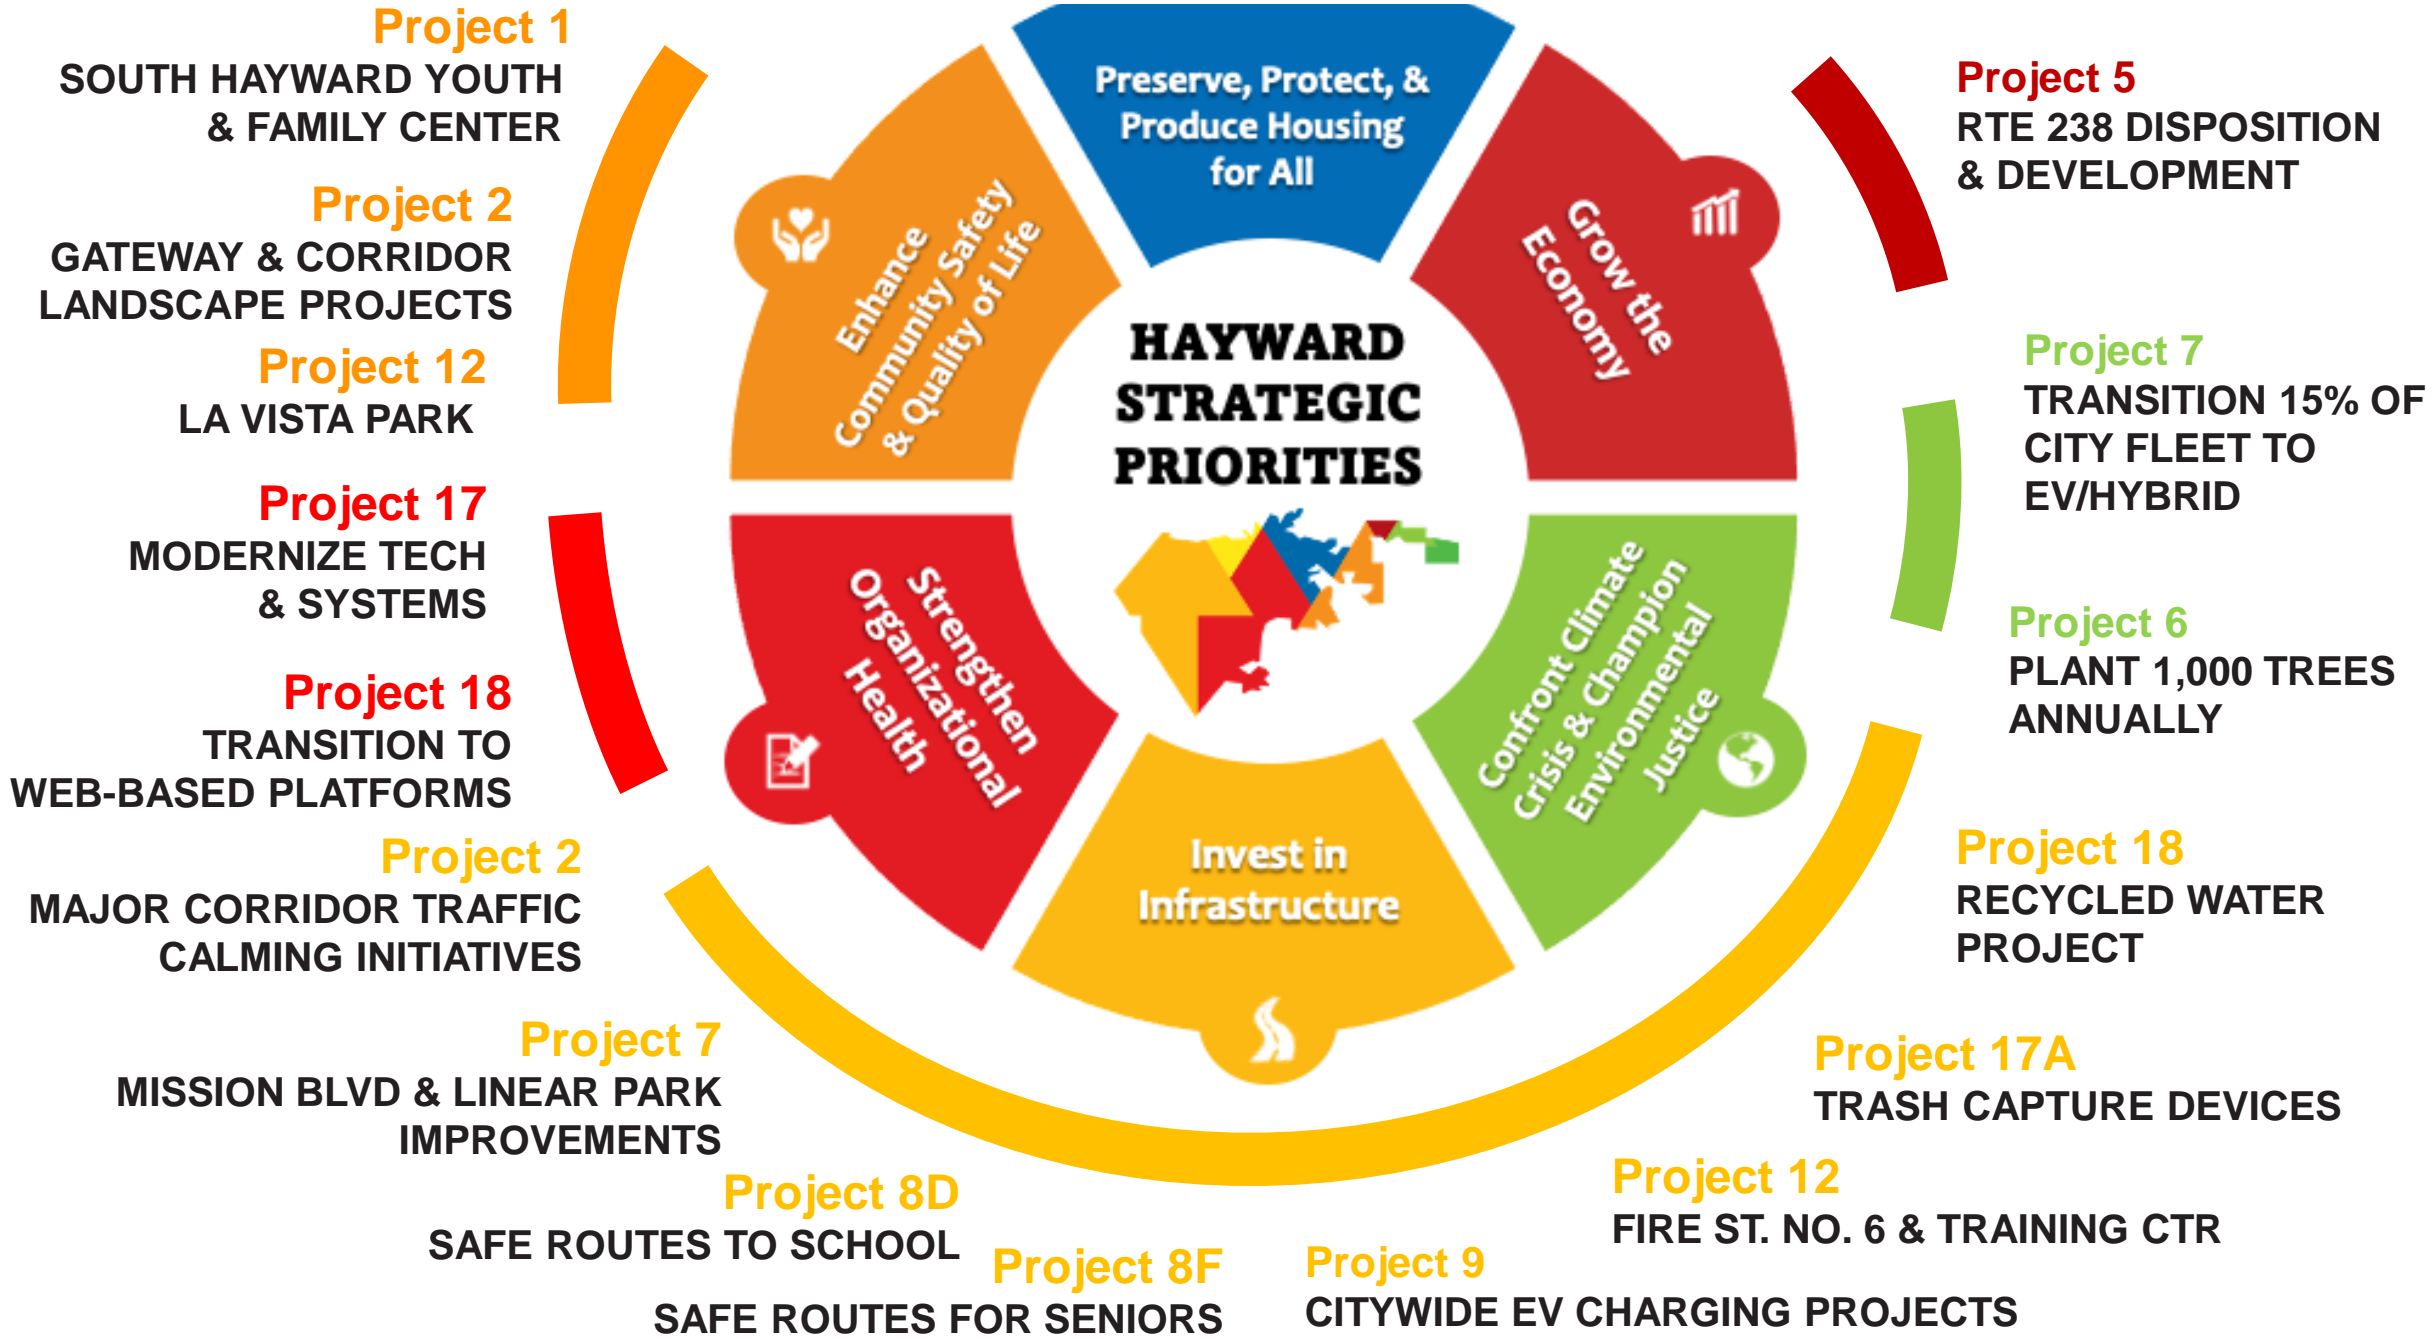 Project 1
SOUTH HAYWARD YOUTH
& FAMILY CENTER
Project 2
GATEWAY & CORRIDOR
LANDSCAPE PROJECTS
Project 12
LA VISTA PARK
Project 17
MODERNIZE TECH
& SYSTEMS
Project 18
TRANSITION TO
WEB-BASED PLATFORMS
Project 2
MAJOR CORRIDOR TRAFFIC
CALMING INITIATIVES
Project 7
MISSION BLVD & LINEAR PARK
IMPROVEMENTS
Project 8D
SAFE ROUTES TO SCHOOL
Project 8F
SAFE ROUTES FOR SENIORS
Preserve, Protect, &
Produce Housing
for All
Enhance
Community Safety
& Quality of Life
Grow the
Economy
HAYWARD
STRATEGIC
PRIORITIES
Strengthen
Organizational
Health
Confront Climate
Crisis & Champion
Environmental
Justice
Invest in
Infrastructure
Project 5
RTE 238 DISPOSITION
& DEVELOPMENT
Project 7
TRANSITION 15% OF
CITY FLEET TO
EV/HYBRID
Project 6
PLANT 1,000 TREES
ANNUALLY
Project 18
RECYCLED WATER
PROJECT
Project 17A
TRASH CAPTURE DEVICES
Project 12
FIRE ST. NO. 6 & TRAINING CTR
Project 9
CITYWIDE EV CHARGING PROJECTS